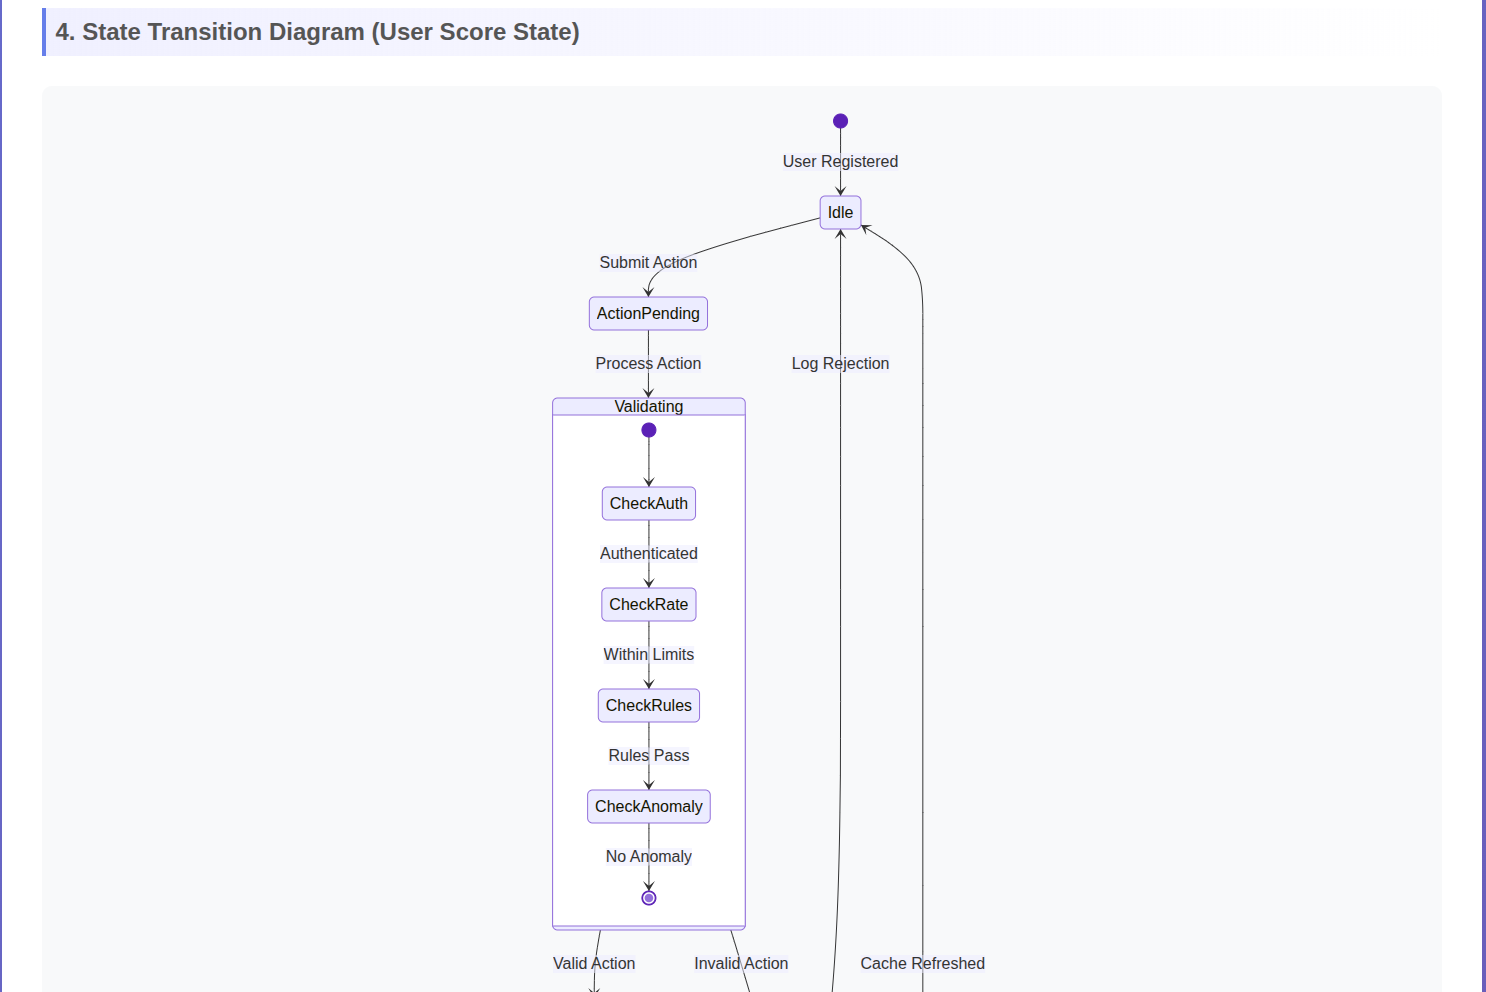 4. State Transition Diagram (User Score State)
User Registered
Idle
Submit Action
ActionPending
Process Action
Log Rejection
Validating
CheckAuth
Authenticated
CheckRate
Within Limits
CheckRules
Rules Pass
CheckAnomaly
No Anomaly
Valid Action
Invalid Action
Cache Refreshed